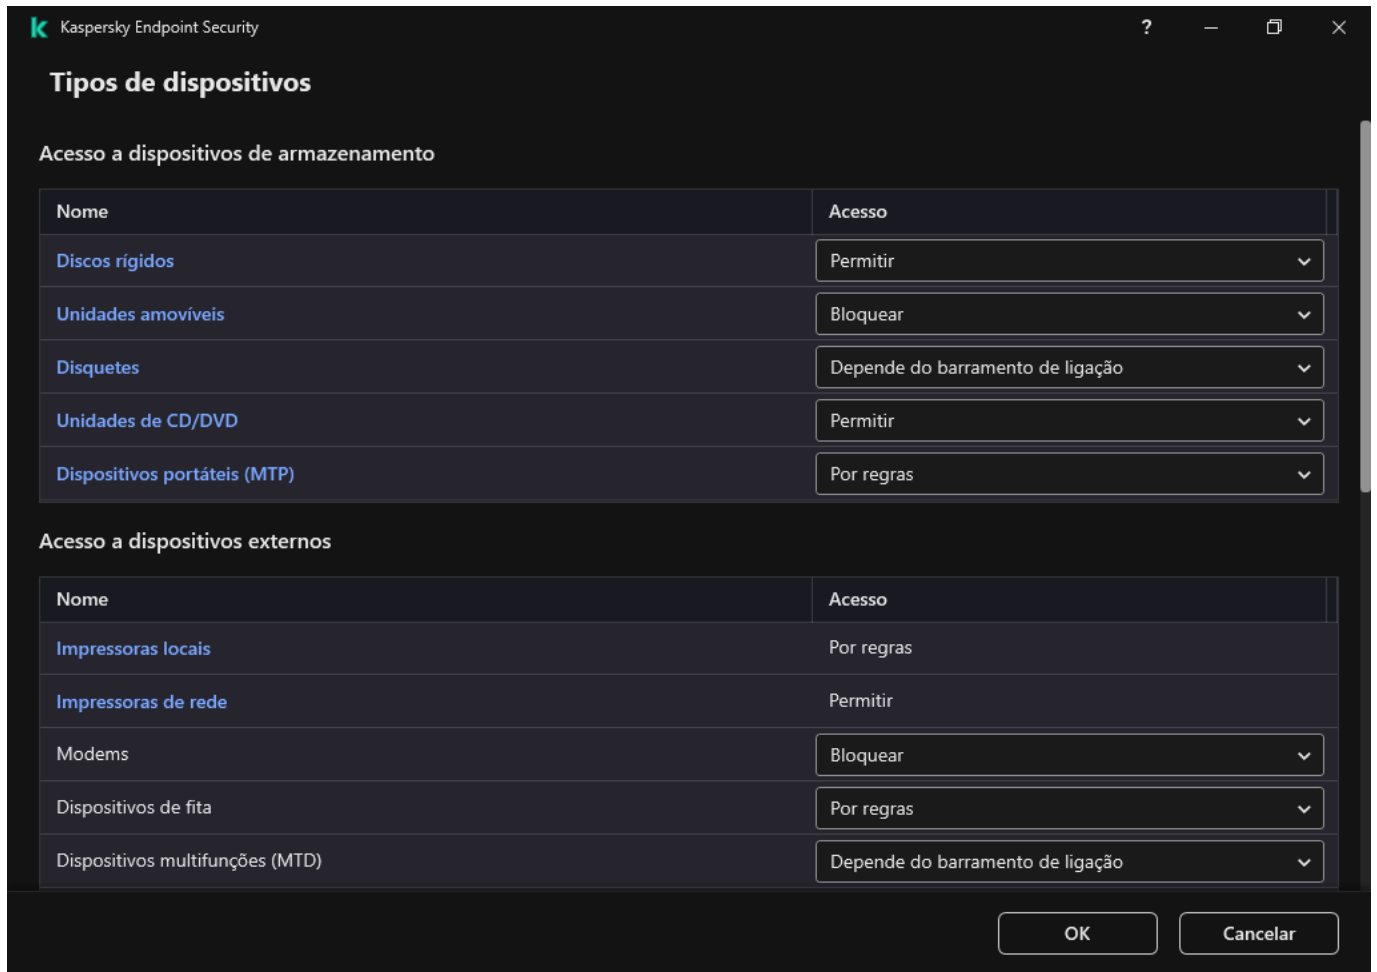 Kaspersky Endpoint Security
?
Tipos de dispositivos
Acesso a dispositivos de armazenamento
Nome Acesso
Discos rígidos Permitir
Unidades amovíveis Bloquear
Disquetes Depende do barramento de ligação
Unidades de CD/DVD Permitir
Dispositivos portáteis (MTP) Por regras
Acesso a dispositivos externos
Nome Acesso
Impressoras locais Por regras
Impressoras de rede Permitir
Modems Bloquear
Dispositivos de fita Por regras
Dispositivos multifunções (MTD) Depende do barramento de ligação
OK Cancelar